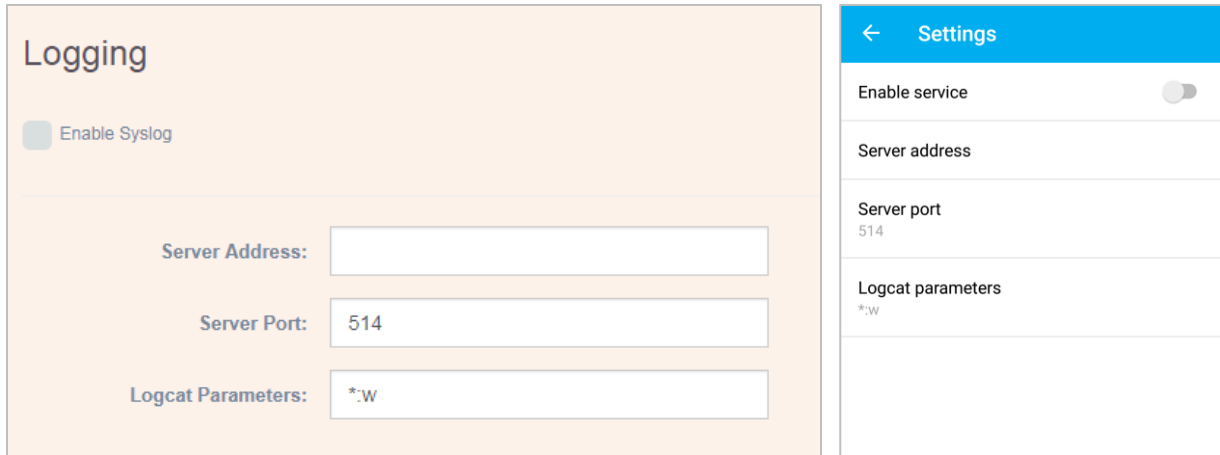 Logging
Enable Syslog
Server Address:
Server Port: 514
Logcat Parameters: *:w
Settings
Enable service
Server address
Server port
514
Logcat parameters
*:w